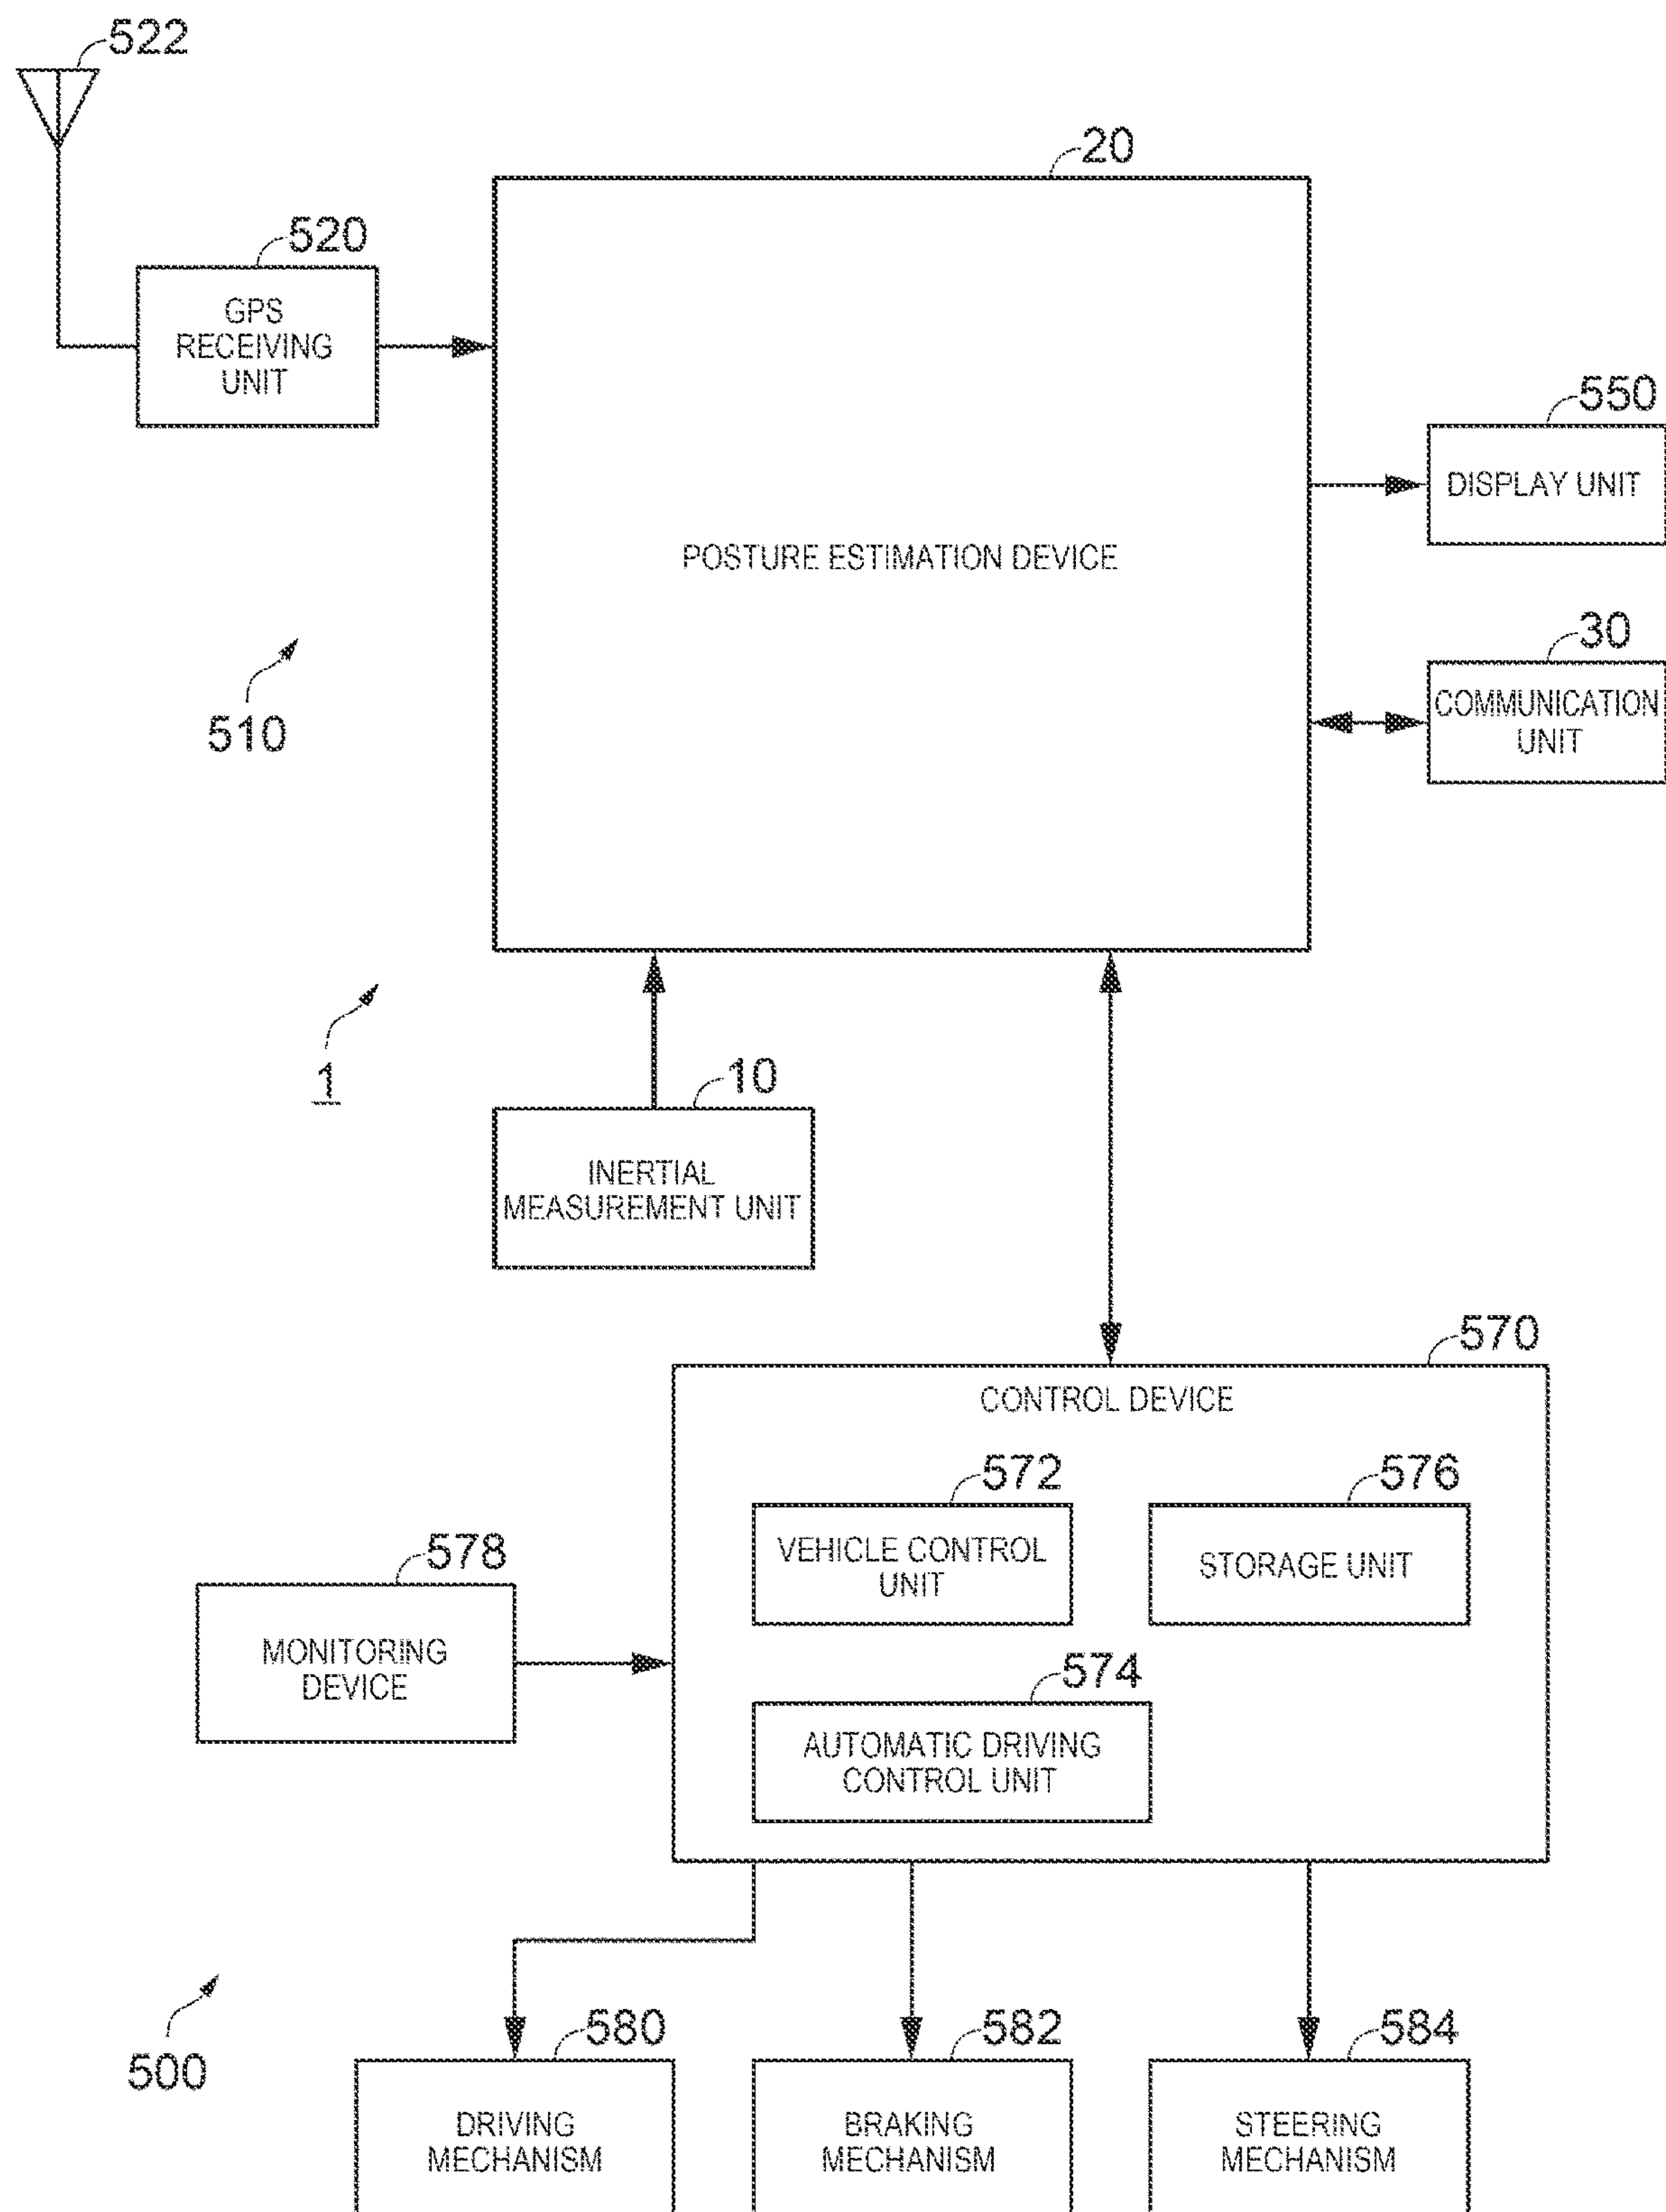 522
20
520
GPS
RECEIVING
UNIT
550
DISPLAY UNIT
POSTURE ESTIMATION DEVICE
30
COMMUNICATION
UNIT
510
1
10
INERTIAL
MEASUREMENT UNIT
570
CONTROL DEVICE
572
VEHICLE CONTROL
UNIT
576
STORAGE UNIT
578
MONITORING
DEVICE
574
AUTOMATIC DRIVING
CONTROL UNIT
500
580
DRIVING
MECHANISM
582
BRAKING
MECHANISM
584
STEERING
MECHANISM